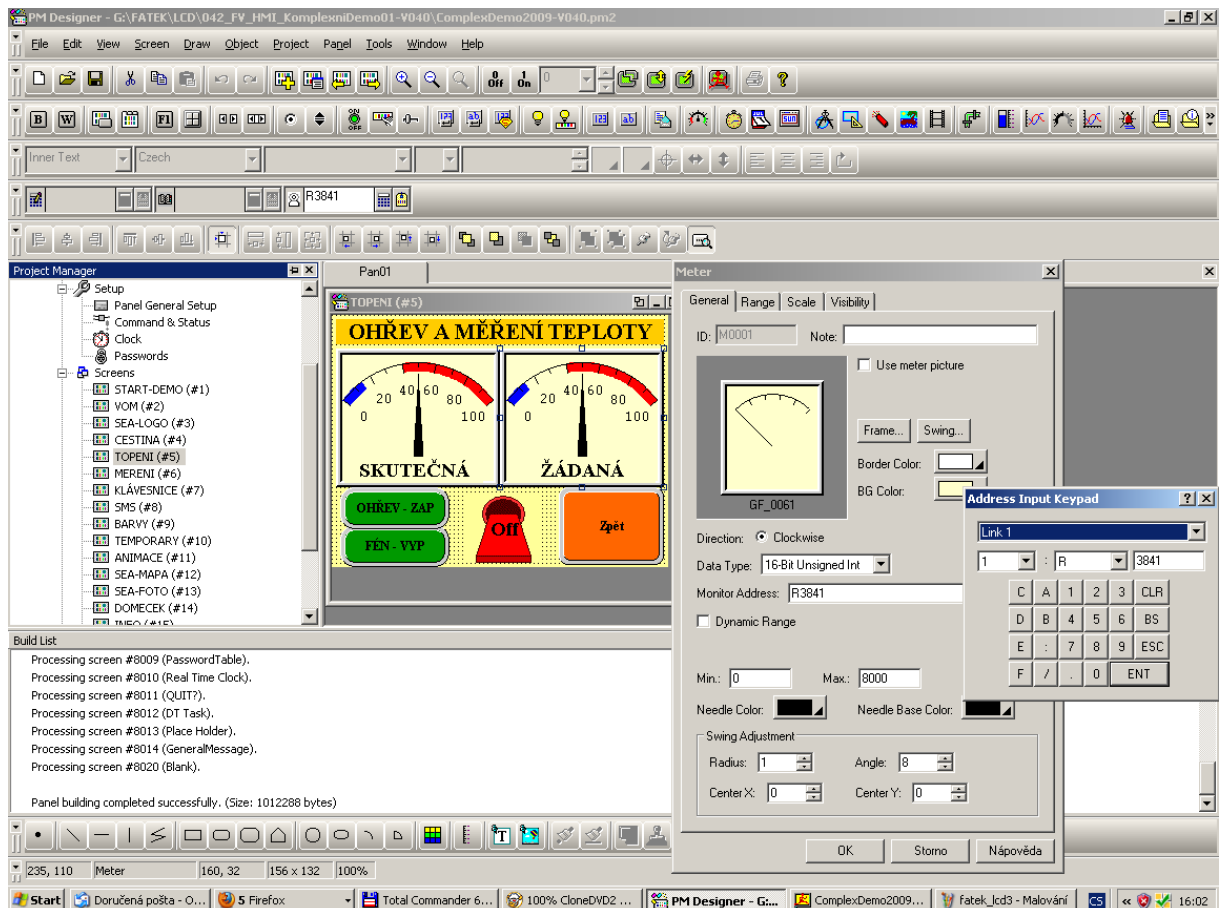 PM Designer - G:\FATEK\LCD\042_FV_HMI_KomplexniDemo01-V040\ComplexDemo2009-V040.pm2
File Edit View Screen Draw Object Project Panel Tools Window Help
Off On 0
B W F1
Inner Text Czech
R3841
Project Manager
Setup
Panel General Setup
Command & Status
Clock
Passwords
Screens
START-DEMO (#1)
VOM (#2)
SEA-LOGO (#3)
CESTINA (#4)
TOPENI (#5)
MERENI (#6)
KLÁVESNICE (#7)
SMS (#8)
BARVY (#9)
TEMPORARY (#10)
ANIMACE (#11)
SEA-MAPA (#12)
SEA-FOTO (#13)
DOMECEK (#14)
INFO (#15)
Pan01
TOPENI (#5)
OHŘEV A MĚŘENÍ TEPLOTY
0 20 40 60 80 100
0 20 40 60 80 100
SKUTEČNÁ ŽÁDANÁ
OHŘEV - ZAP
FÉN - VYP
Off
Zpět
Meter
General Range Scale Visibility
ID: M0001 Note:
Use meter picture
Frame... Swing...
Border Color:
BG Color:
GF_0061
Direction: Clockwise
Data Type: 16-Bit Unsigned Int
Monitor Address: R3841
Dynamic Range
Min.: 0 Max.: 8000
Needle Color: Needle Base Color:
Swing Adjustment
Radius: 1 Angle: 8
Center X: 0 Center Y: 0
OK Storno Nápověda
Address Input Keypad
Link 1
1 : R 3841
C A 1 2 3 CLR
D B 4 5 6 BS
E : 7 8 9 ESC
F / . 0 ENT
Build List
Processing screen #8009 (PasswordTable).
Processing screen #8010 (Real Time Clock).
Processing screen #8011 (QUIT?).
Processing screen #8012 (DT Task).
Processing screen #8013 (Place Holder).
Processing screen #8014 (GeneralMessage).
Processing screen #8020 (Blank).
Panel building completed successfully. (Size: 1012288 bytes)
235, 110 Meter 160, 32 156 x 132 100%
Start Doručená pošta - O... 5 Firefox Total Commander 6... 100% CloneDVD2 ... PM Designer - G:... ComplexDemo2009... fatek_lcd3 - Malování CS « 16:02